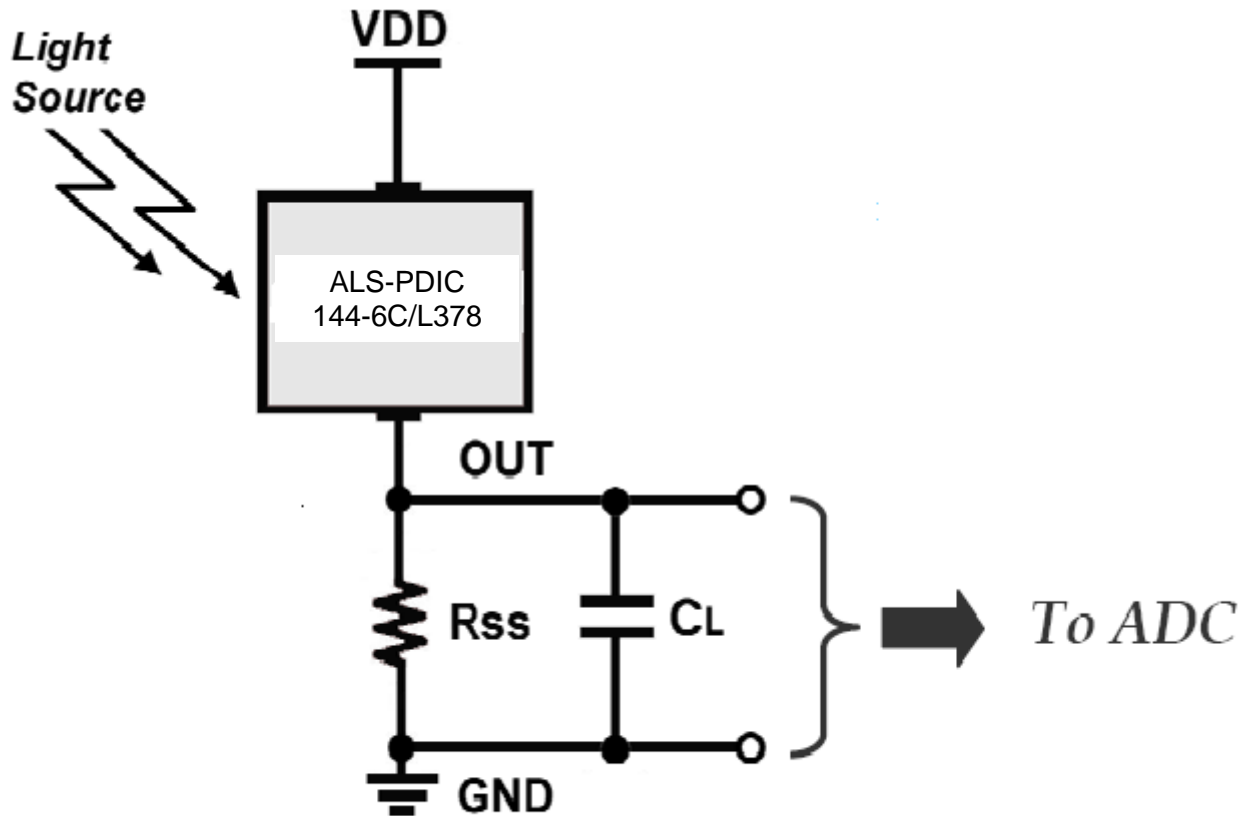 Light
Source
VDD
ALS-PDIC
144-6C/L378
OUT
Rss
CL
To ADC
GND